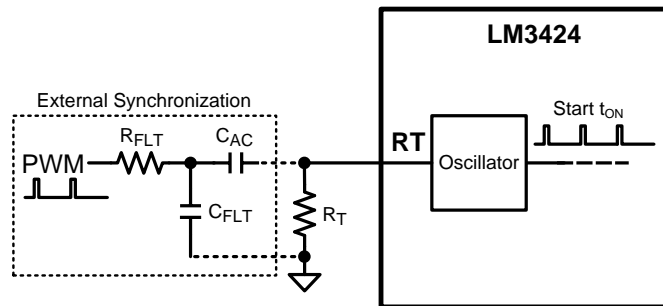 LM3424
External Synchronization
Start tON
RFLT
CAC
PWM
RT
Oscillator
CFLT
RT